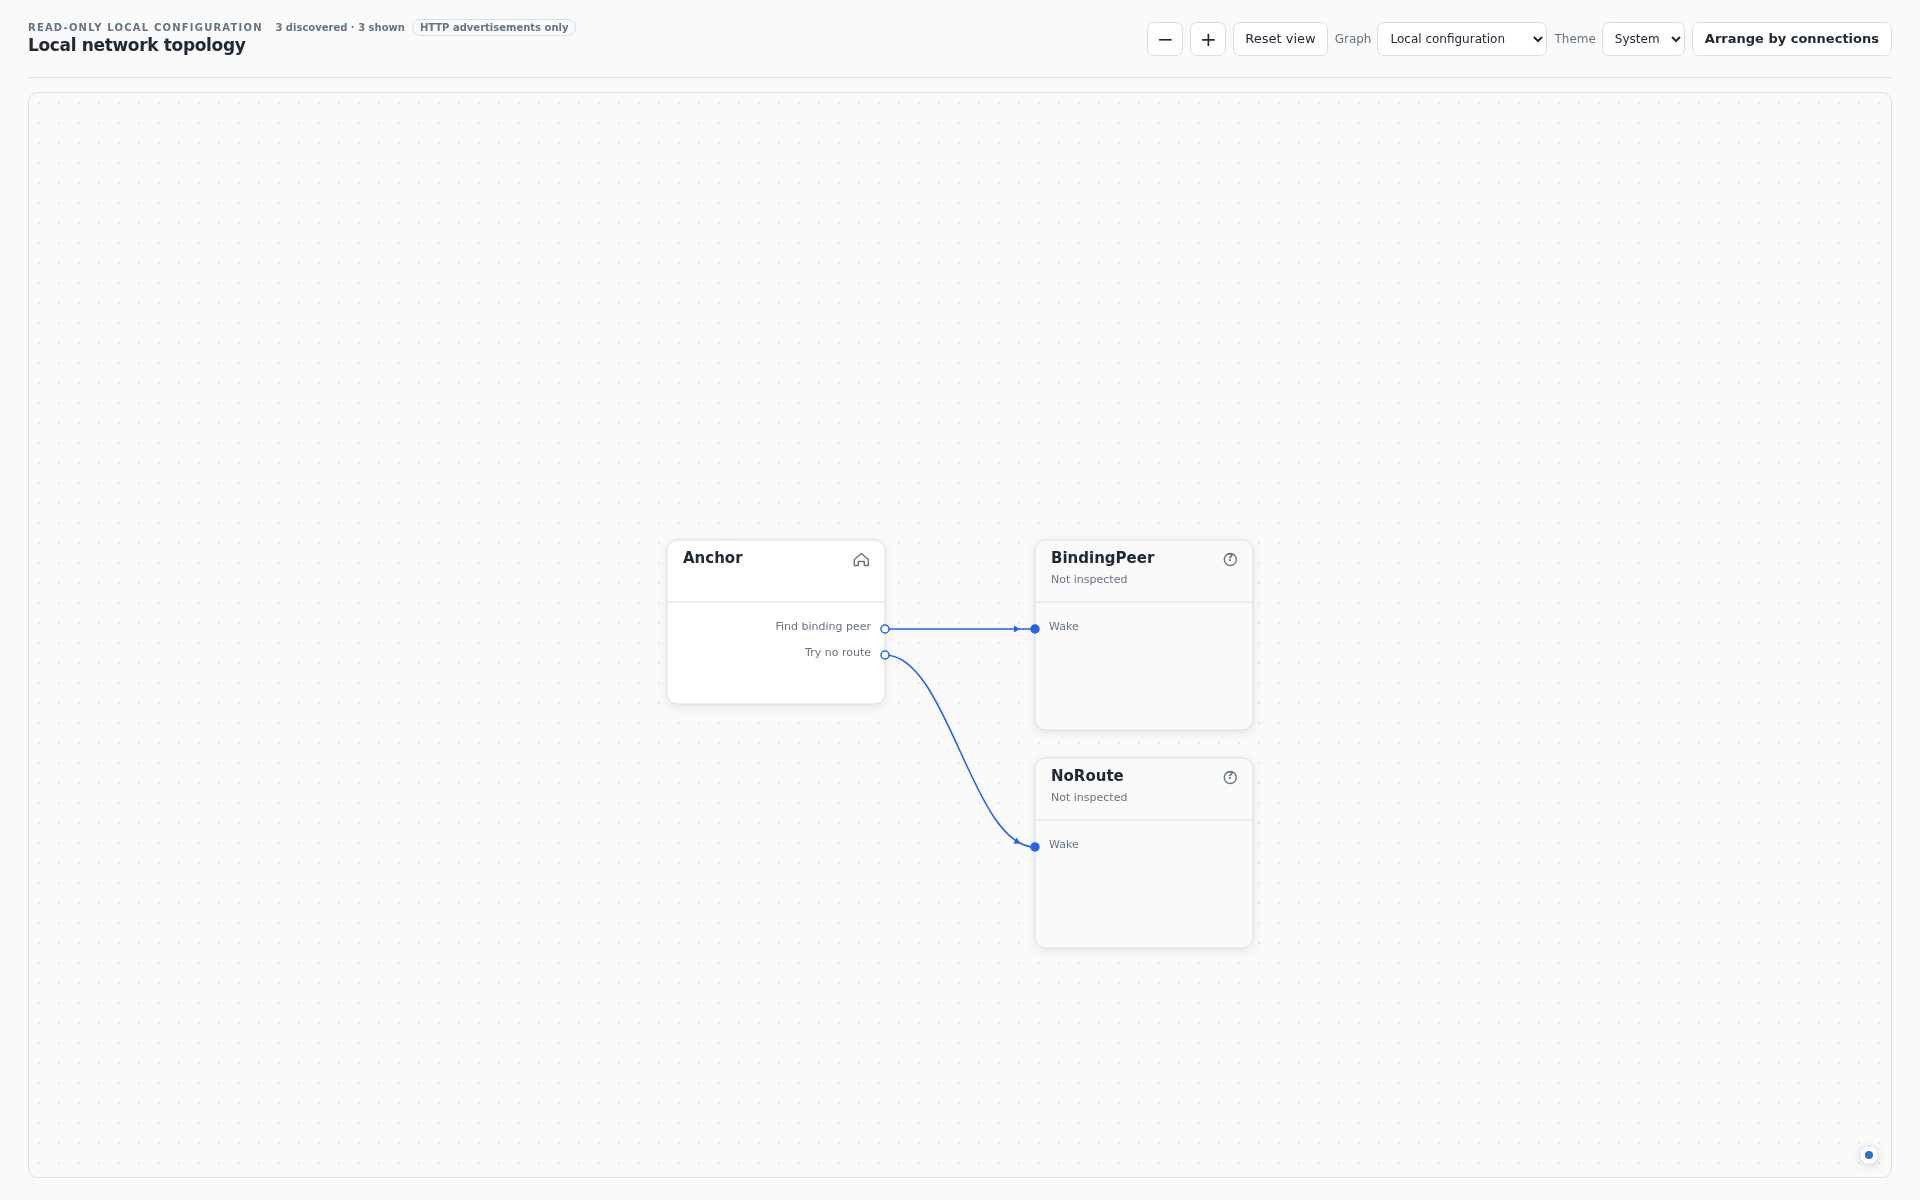 READ-ONLY LOCAL CONFIGURATION 3 discovered · 3 shown HTTP advertisements only
Local network topology
− + Reset view Graph Local configuration Theme System Arrange by connections
Anchor
Find binding peer
Try no route
BindingPeer
Not inspected
Wake
NoRoute
Not inspected
Wake